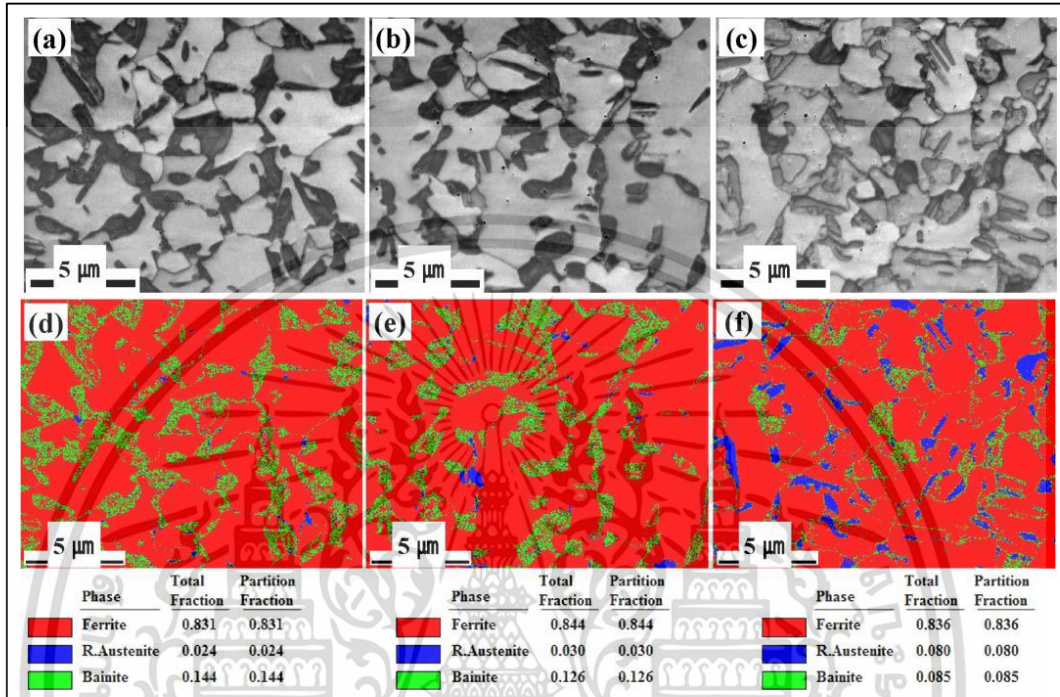 (a) (b) (c)
5 µm 5 µm 5 µm
(d) (e) (f)
5 µm 5 µm 5 µm
Total Partition Total Partition Total Partition
Phase Fraction Fraction Phase Fraction Fraction Phase Fraction Fraction
Ferrite 0.831 0.831 Ferrite 0.844 0.844 Ferrite 0.836 0.836
R.Austenite 0.024 0.024 R.Austenite 0.030 0.030 R.Austenite 0.080 0.080
Bainite 0.144 0.144 Bainite 0.126 0.126 Bainite 0.085 0.085